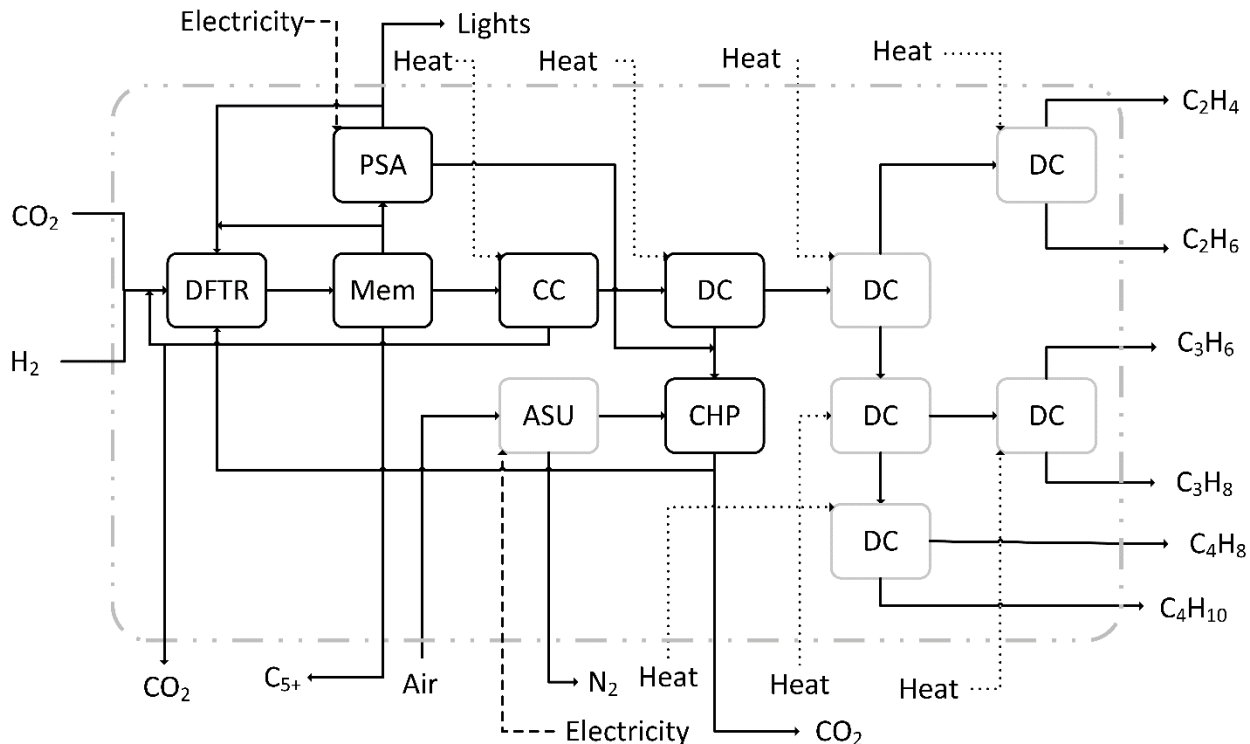 Electricity
Lights
Heat
Heat
Heat
Heat
C₂H₄
PSA
DC
CO₂
C₂H₆
DFTR
Mem
CC
DC
DC
H₂
C₃H₆
ASU
CHP
DC
DC
C₃H₈
DC
C₄H₈
C₄H₁₀
CO₂
C₅₊
Air
N₂
Heat
Heat
Heat
Electricity
CO₂